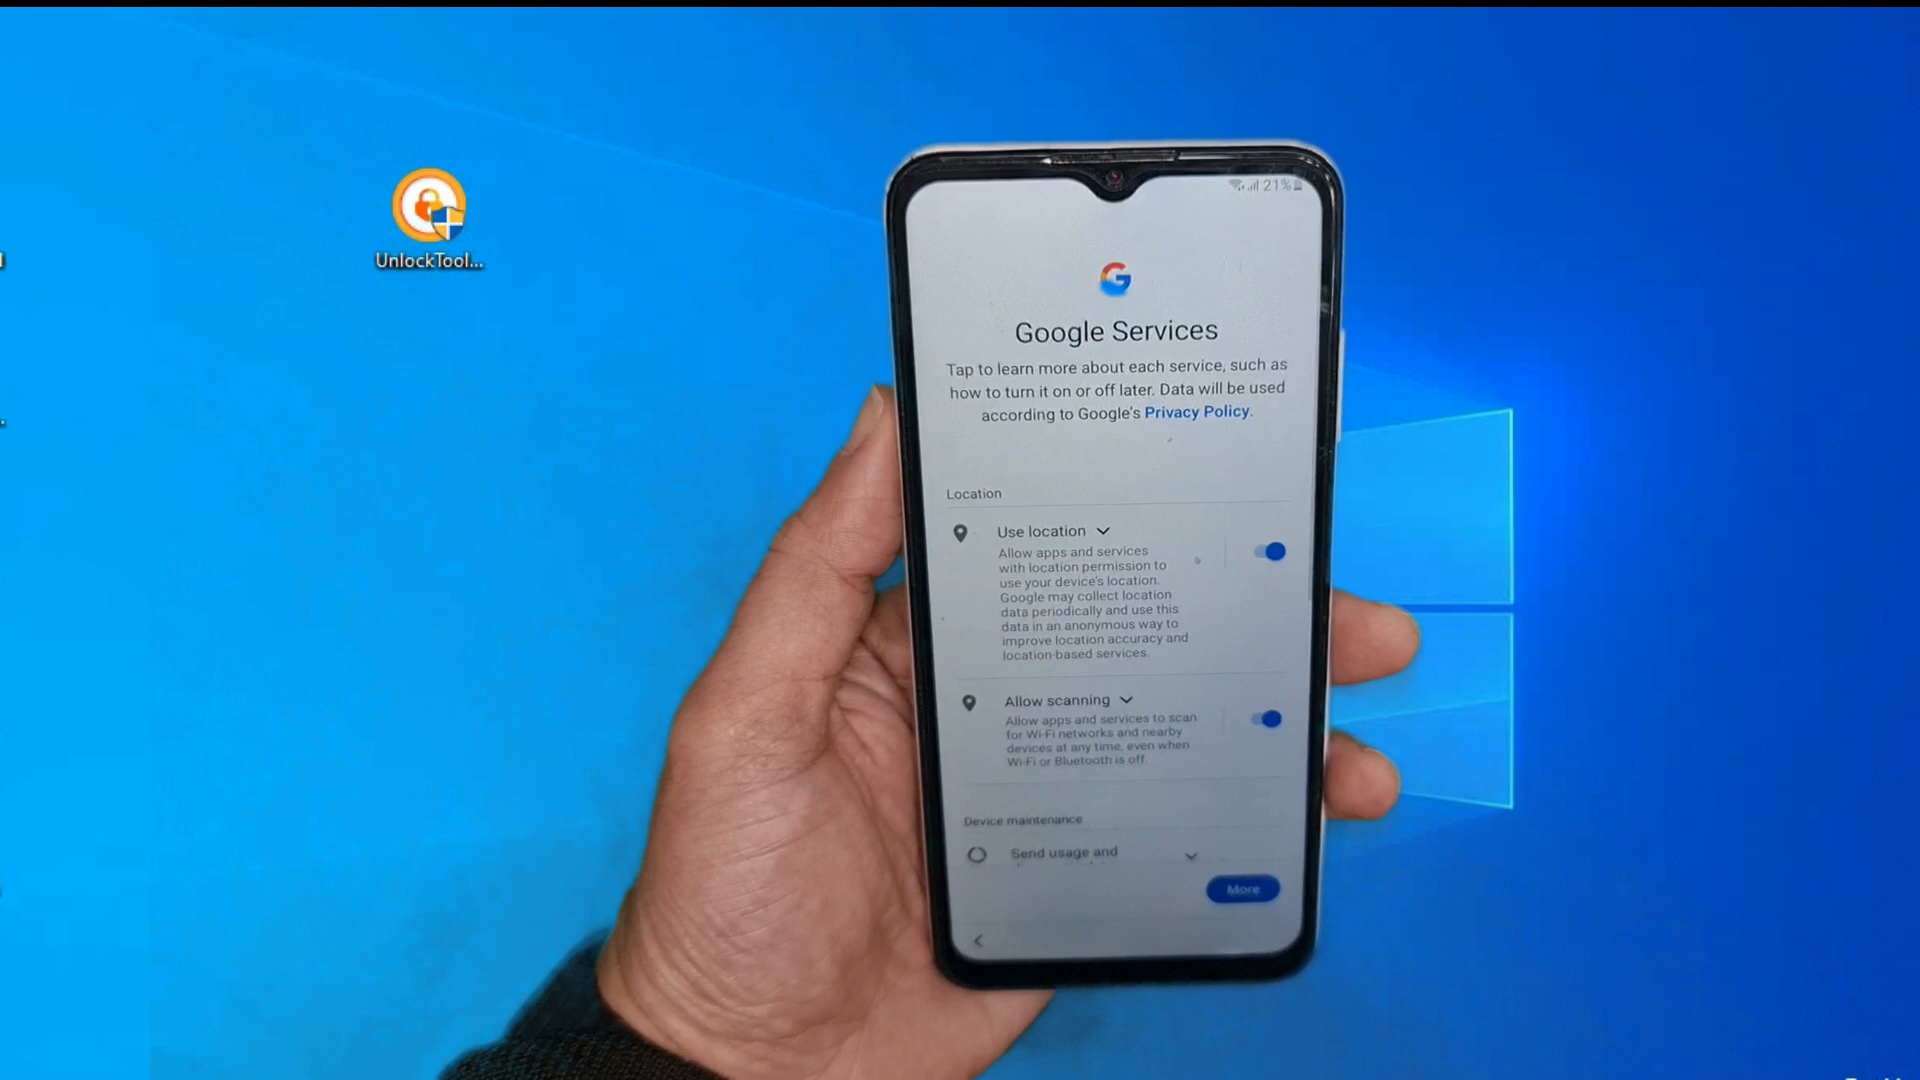 UnlockTool...
21%
Google Services
Tap to learn more about each service, such as
how to turn it on or off later. Data will be used
according to Google's Privacy Policy.
Location
Use location
Allow apps and services
with location permission to
use your device's location.
Google may collect location
data periodically and use this
data in an anonymous way to
improve location accuracy and
location-based services.
Allow scanning
Allow apps and services to scan
for Wi-Fi networks and nearby
devices at any time, even when
Wi-Fi or Bluetooth is off.
Device maintenance
Send usage and
More